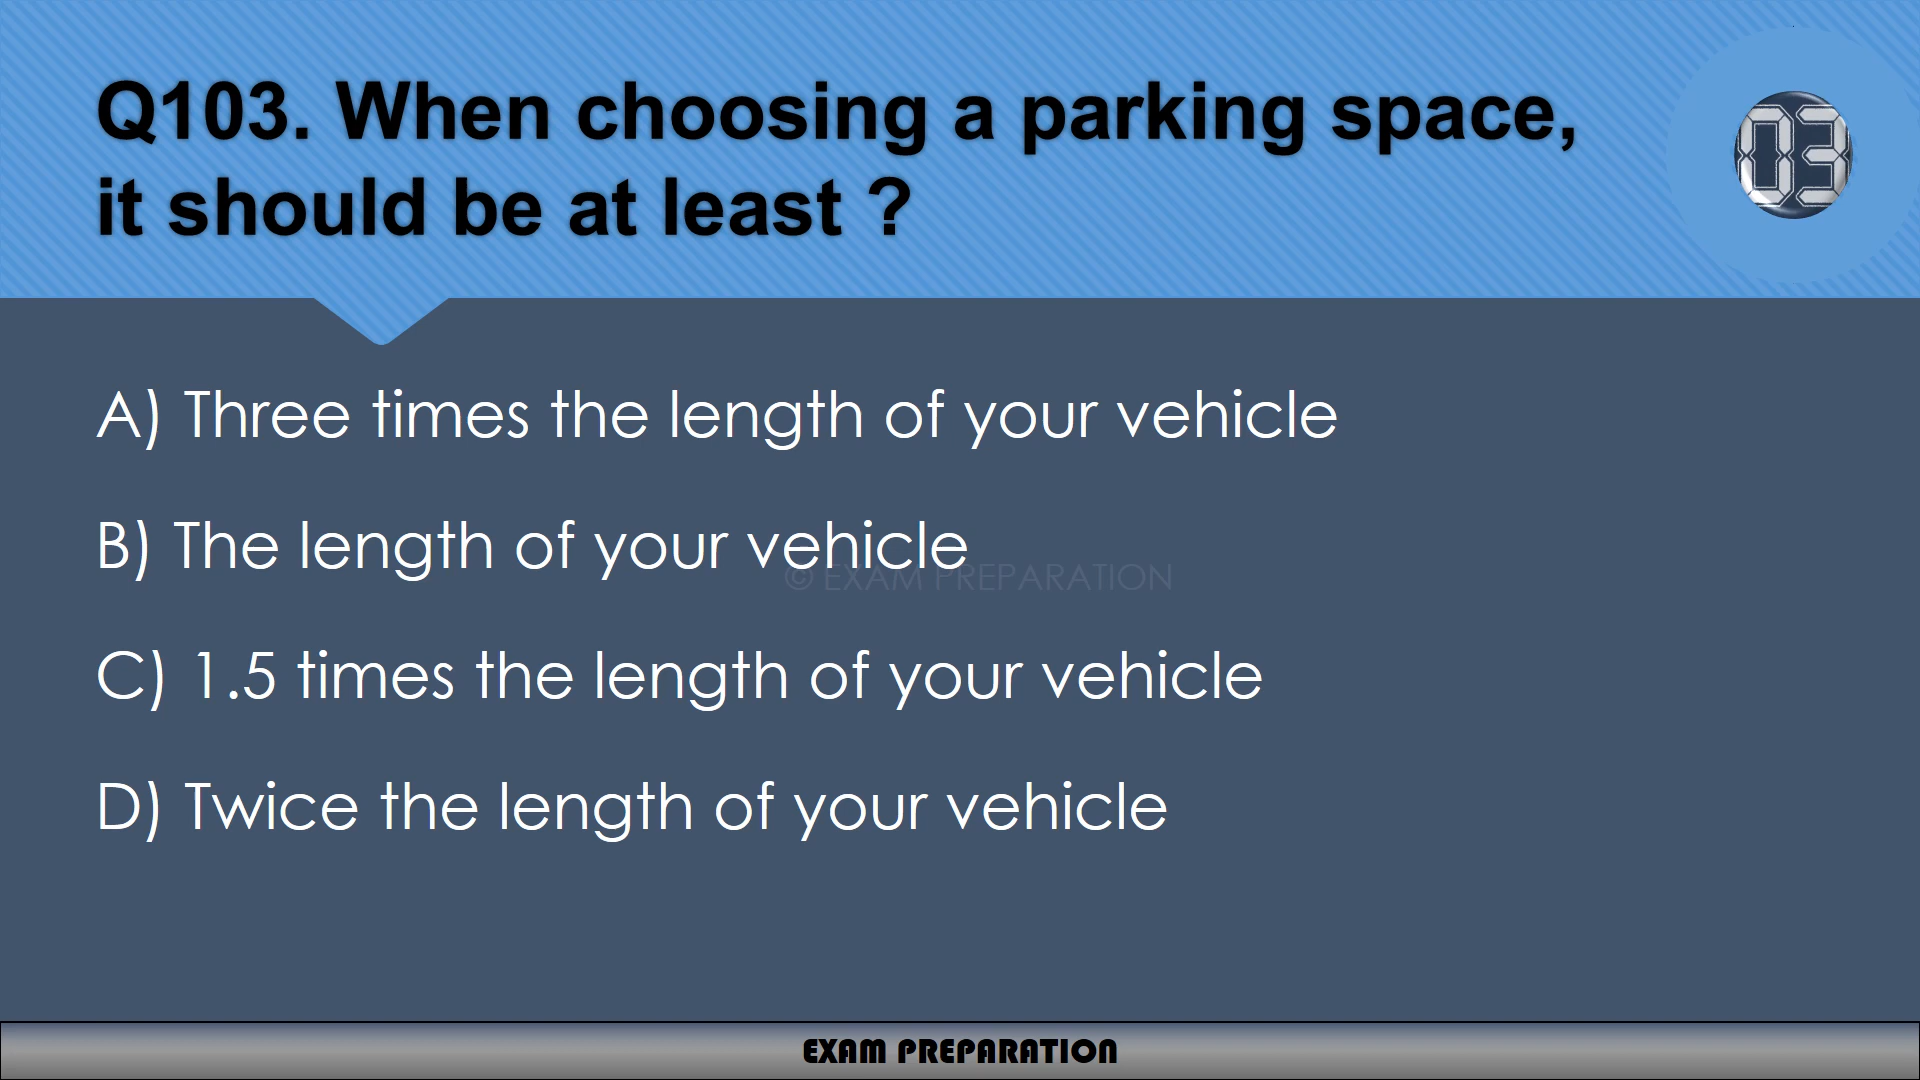 Q103. When choosing a parking space,
it should be at least ?
03
A) Three times the length of your vehicle
B) The length of your vehicle
© EXAM PREPARATION
C) 1.5 times the length of your vehicle
D) Twice the length of your vehicle
EXAM PREPARATION